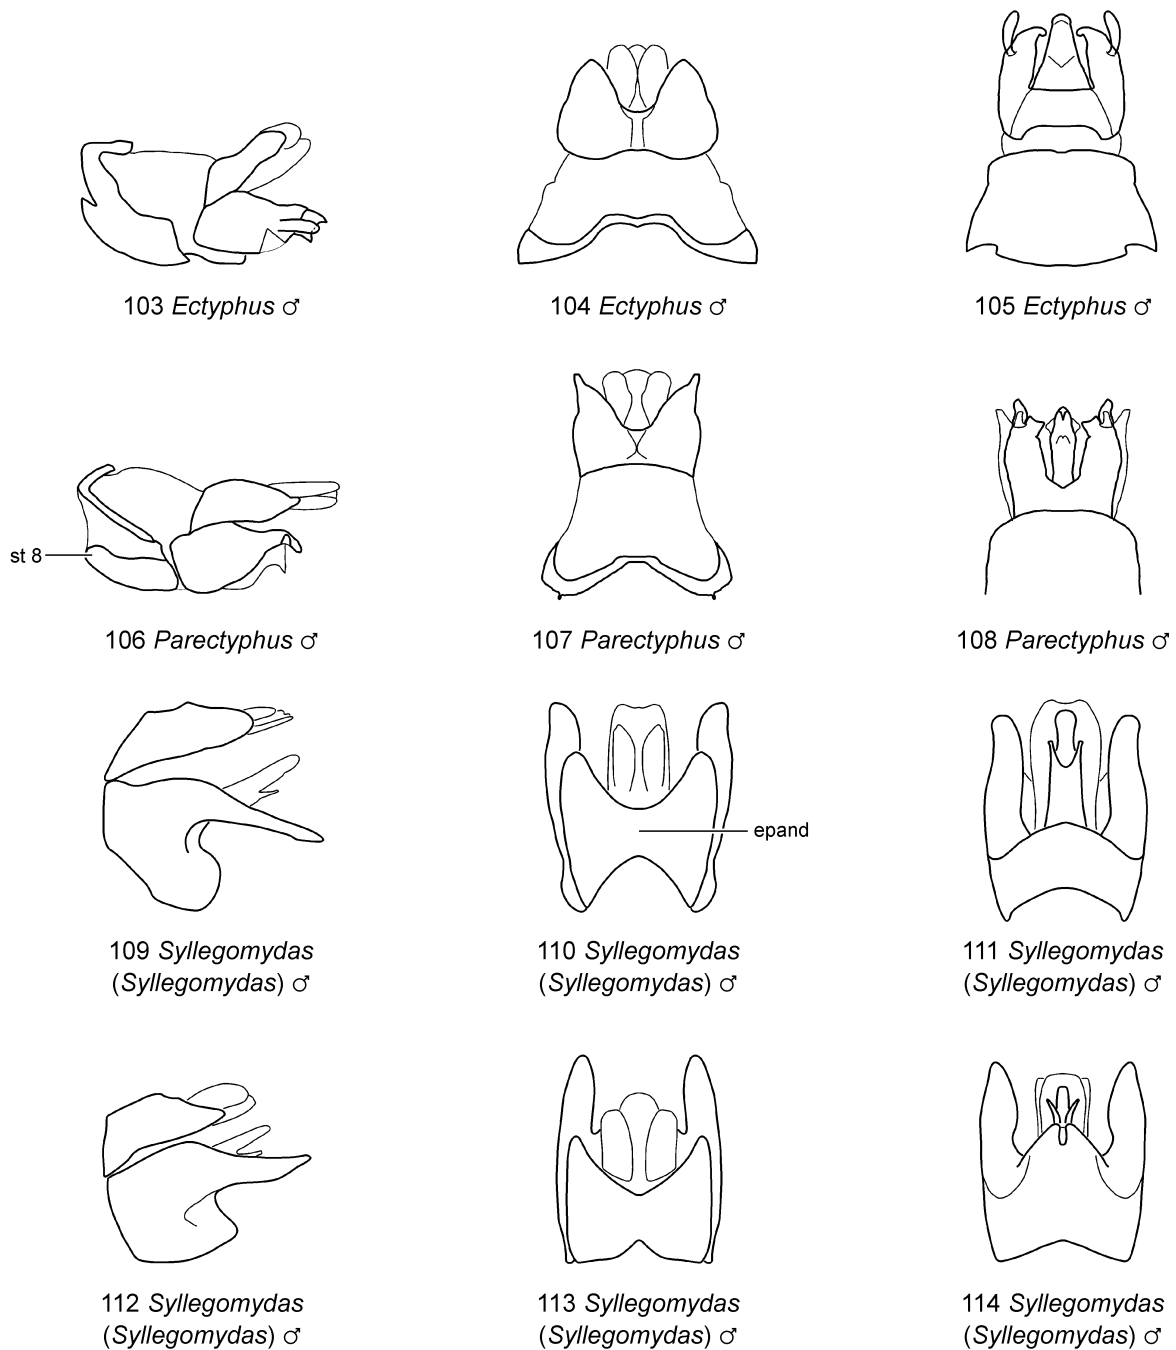 103 Ectyphus ♂
104 Ectyphus ♂
105 Ectyphus ♂
st 8
106 Parectyphus ♂
107 Parectyphus ♂
108 Parectyphus ♂
epand
109 Syllegomydas
(Syllegomydas) ♂
110 Syllegomydas
(Syllegomydas) ♂
111 Syllegomydas
(Syllegomydas) ♂
112 Syllegomydas
(Syllegomydas) ♂
113 Syllegomydas
(Syllegomydas) ♂
114 Syllegomydas
(Syllegomydas) ♂